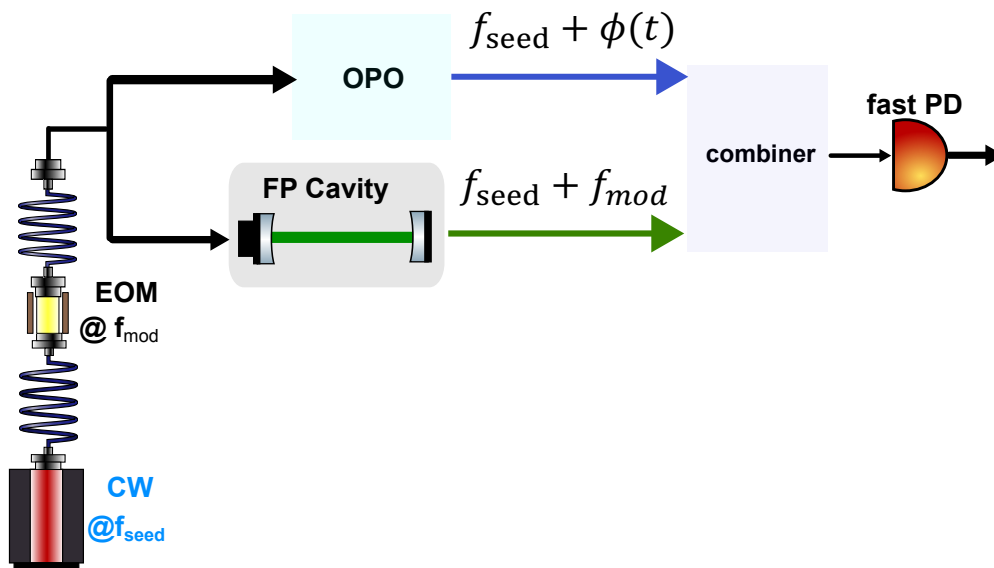 f_seed + ϕ(t)
OPO
fast PD
combiner
FP Cavity
f_seed + f_mod
EOM
@ f_mod
CW
@f_seed